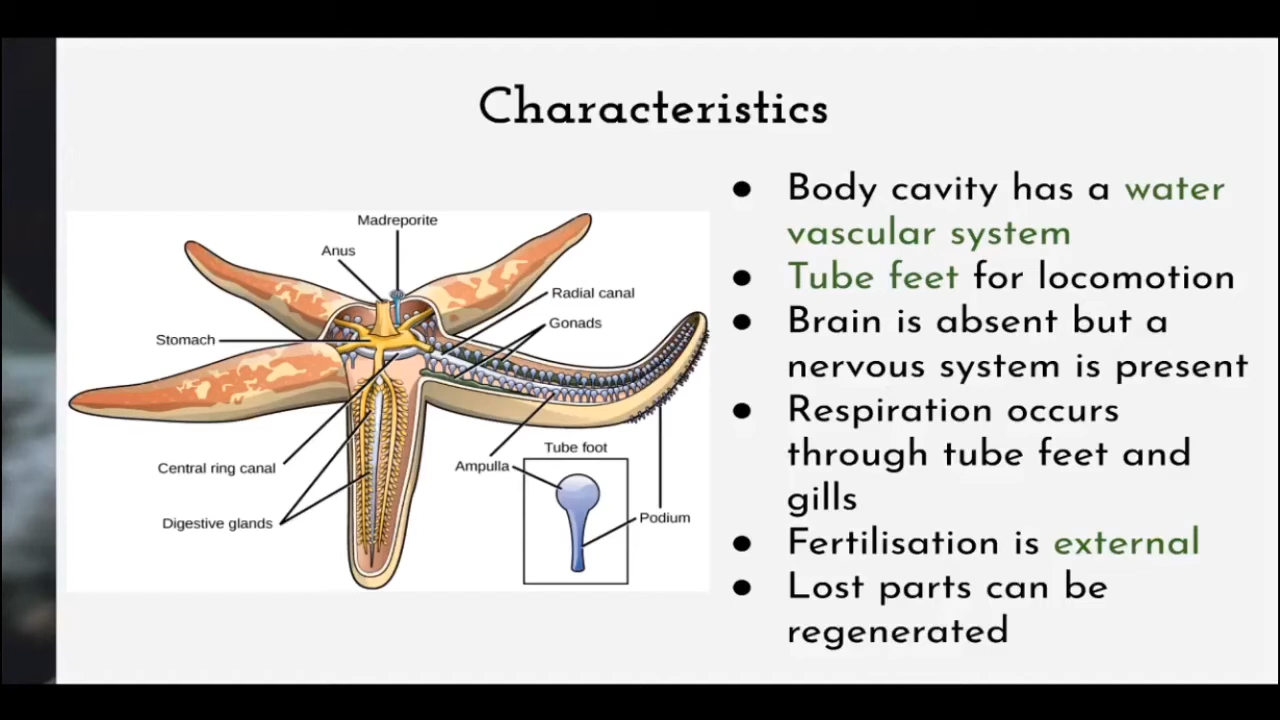 Characteristics
Madreporite
Anus
Radial canal
Gonads
Stomach
Central ring canal
Digestive glands
Ampulla
Tube foot
Podium
● Body cavity has a water
vascular system
● Tube feet for locomotion
● Brain is absent but a
nervous system is present
● Respiration occurs
through tube feet and
gills
● Fertilisation is external
● Lost parts can be
regenerated